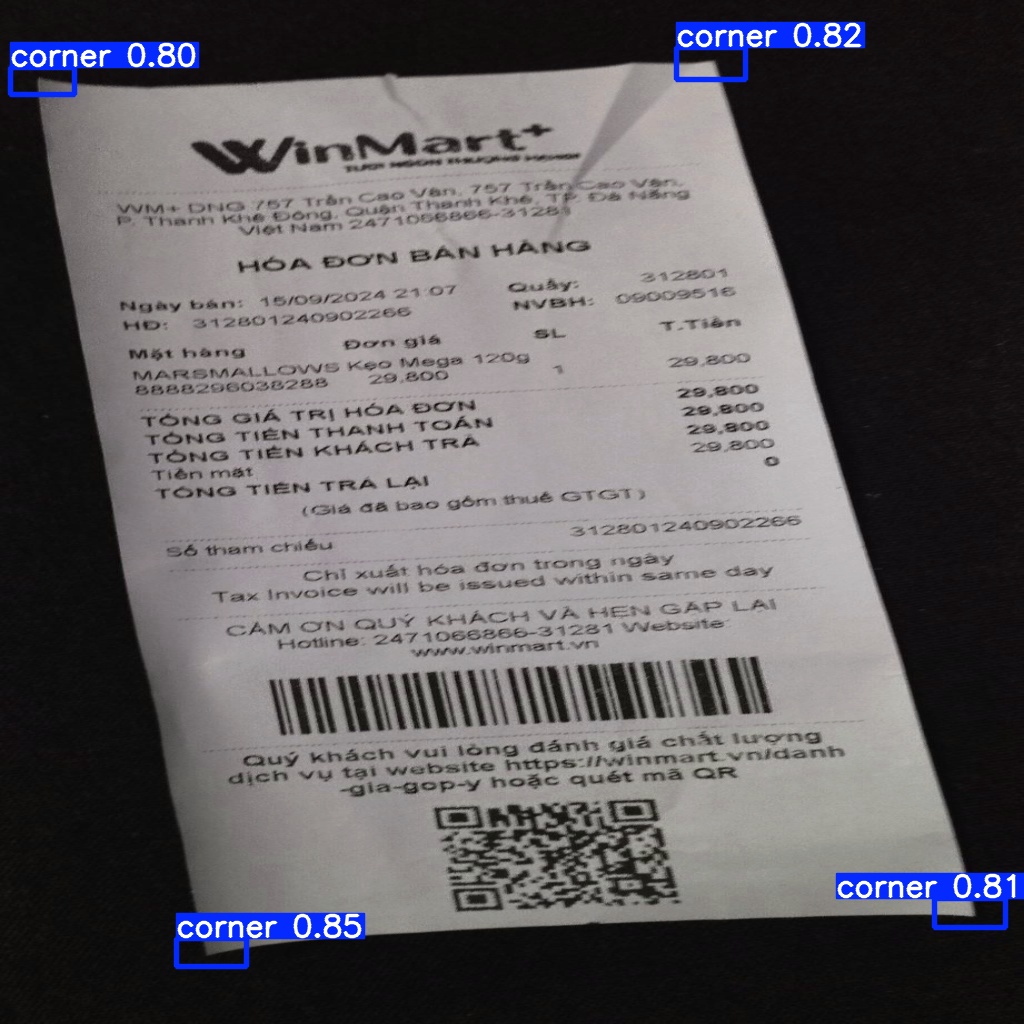 corner 0.80
corner 0.82
WinMart+
TƯƠI NGON THƯỢNG HẠNG
WM+ DNG 757 Trần Cao Vân, 757 Trần Cao Vân,
P. Thanh Khê Đông, Quận Thanh Khê, TP. Đà Nẵng
Việt Nam 2471066866-31281
HÓA ĐƠN BÁN HÀNG
Ngày bán: 15/09/2024 21:07 Quầy: 312801
HĐ: 312801240902266 NVBH: 09009516
Mặt hàng Đơn giá SL T.Tiền
MARSMALLOWS Kẹo Mega 120g
8888296038288 29,800 1 29,800
TỔNG GIÁ TRỊ HÓA ĐƠN 29,800
TỔNG TIỀN THANH TOÁN 29,800
TỔNG TIỀN KHÁCH TRẢ 29,800
Tiền mặt 29,800
TỔNG TIỀN TRẢ LẠI 0
(Giá đã bao gồm thuế GTGT)
Số tham chiếu 312801240902266
Chỉ xuất hóa đơn trong ngày
Tax Invoice will be issued within same day
CẢM ƠN QUÝ KHÁCH VÀ HẸN GẶP LẠI
Hotline: 2471066866-31281 Website:
www.winmart.vn
Quý khách vui lòng đánh giá chất lượng
dịch vụ tại website https://winmart.vn/danh
-gia-gop-y hoặc quét mã QR
corner 0.81
corner 0.85